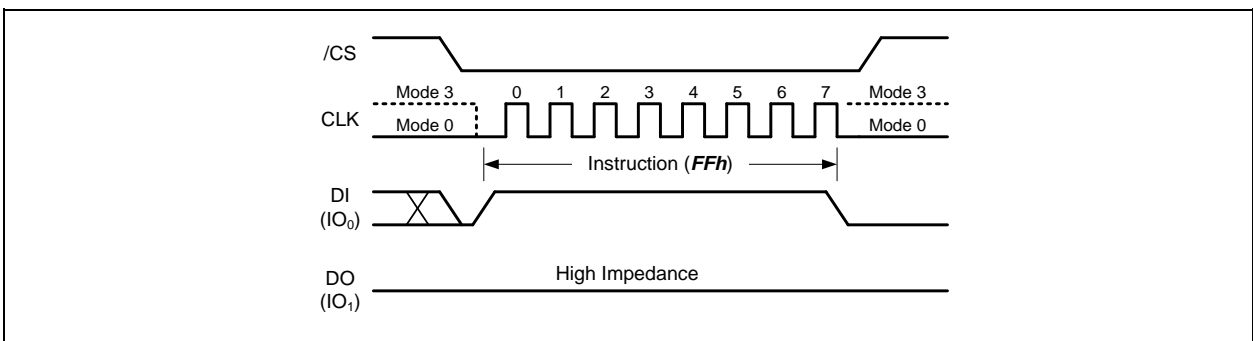 /CS
Mode 3 0 1 2 3 4 5 6 7 Mode 3
CLK
Mode 0 Mode 0
Instruction (FFh)
DI
(IO₀)
High Impedance
DO
(IO₁)